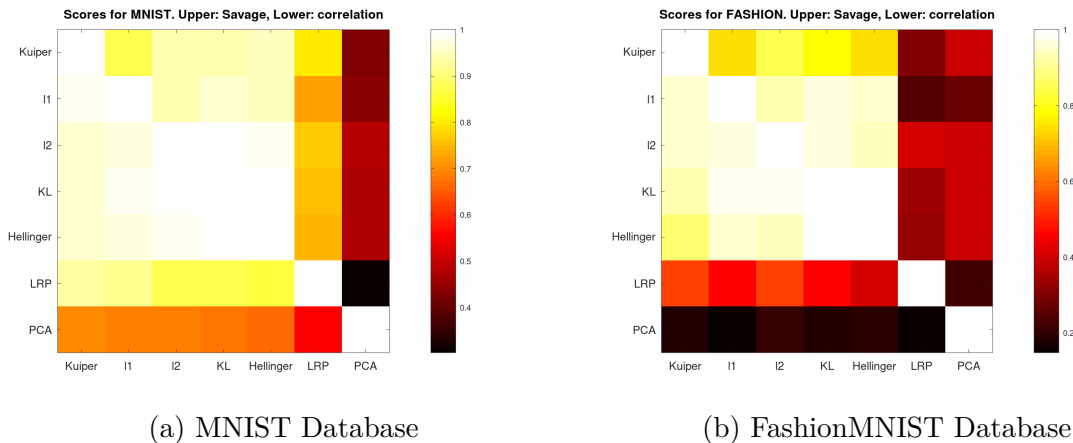 Scores for MNIST. Upper: Savage, Lower: correlation
Kuiper
l1
l2
KL
Hellinger
LRP
PCA
Kuiper l1 l2 KL Hellinger LRP PCA
1
0.9
0.8
0.7
0.6
0.5
0.4
(a) MNIST Database
Scores for FASHION. Upper: Savage, Lower: correlation
Kuiper
l1
l2
KL
Hellinger
LRP
PCA
Kuiper l1 l2 KL Hellinger LRP PCA
1
0.8
0.6
0.4
0.2
(b) FashionMNIST Database